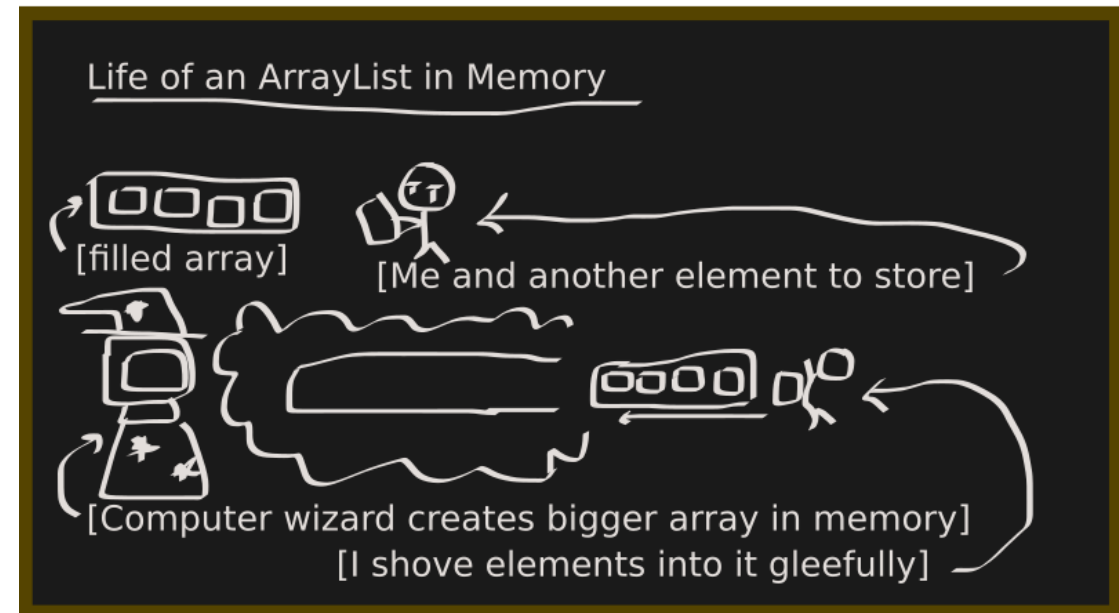 Life of an ArrayList in Memory
[filled array]
[Me and another element to store]
[Computer wizard creates bigger array in memory]
[I shove elements into it gleefully]